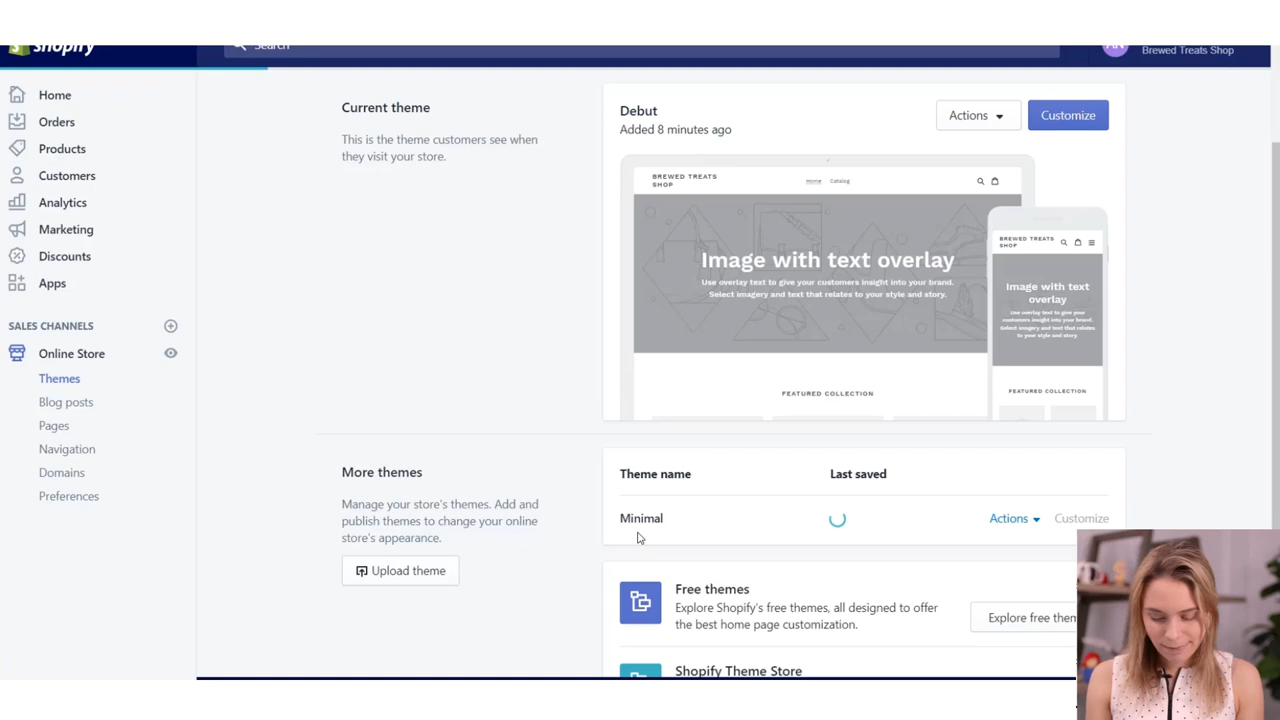 shopify
Search
AN
Brewed Treats Shop
Home
Orders
Products
Customers
Analytics
Marketing
Discounts
Apps
SALES CHANNELS
Online Store
Themes
Blog posts
Pages
Navigation
Domains
Preferences
Current theme
This is the theme customers see when
they visit your store.
Debut
Added 8 minutes ago
Actions
Customize
BREWED TREATS
SHOP
Home Catalog
Image with text overlay
Use overlay text to give your customers insight into your brand.
Select imagery and text that relates to your style and story.
FEATURED COLLECTION
BREWED TREATS
SHOP
Image with text
overlay
Use overlay text to give your
customers insight into your brand.
Select imagery and text that relates
to your style and story.
FEATURED COLLECTION
More themes
Manage your store's themes. Add and
publish themes to change your online
store's appearance.
Upload theme
Theme name Last saved
Minimal Actions Customize
Free themes
Explore Shopify's free themes, all designed to offer
the best home page customization.
Explore free them
Shopify Theme Store